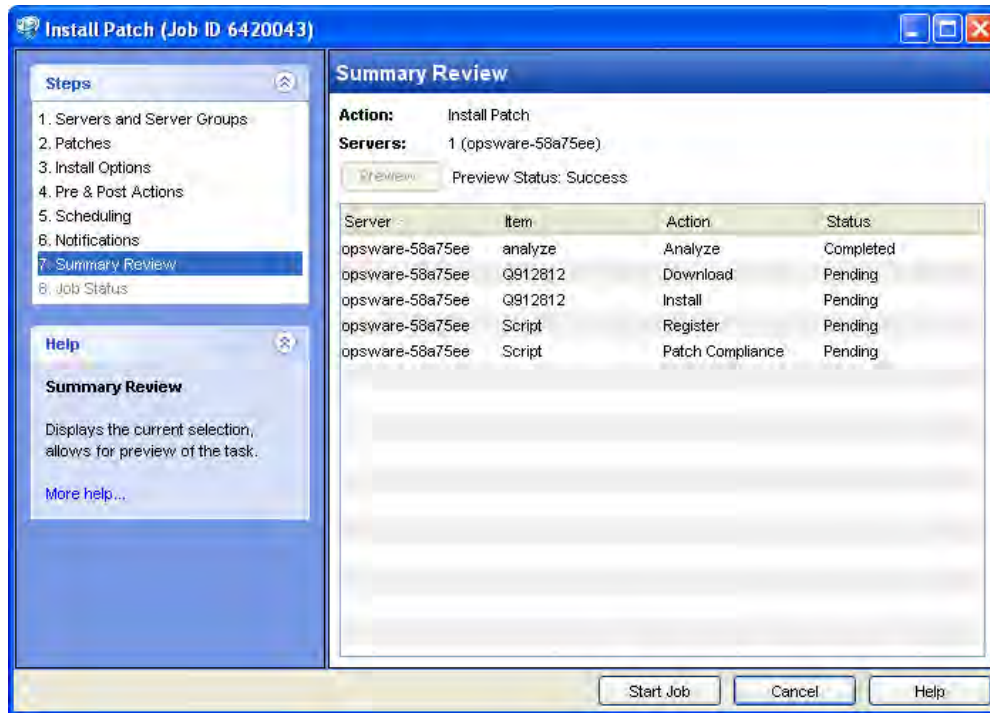 Install Patch (Job ID 6420043)
Steps
1. Servers and Server Groups
2. Patches
3. Install Options
4. Pre & Post Actions
5. Scheduling
6. Notifications
7. Summary Review
8. Job Status
Help
Summary Review
Displays the current selection,
allows for preview of the task.
More help...
Summary Review
Action: Install Patch
Servers: 1 (opsware-58a75ee)
Preview Preview Status: Success
Server Item Action Status
opsware-58a75ee analyze Analyze Completed
opsware-58a75ee Q912812 Download Pending
opsware-58a75ee Q912812 Install Pending
opsware-58a75ee Script Register Pending
opsware-58a75ee Script Patch Compliance Pending
Start Job Cancel Help